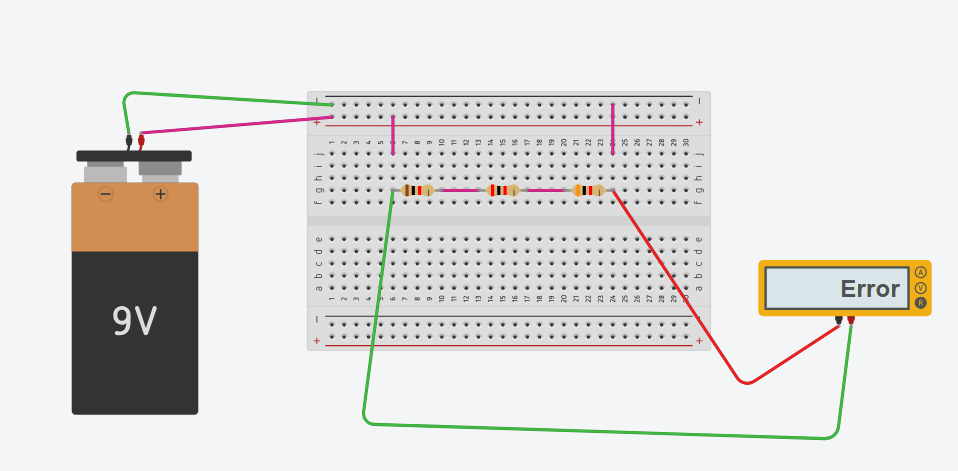 − +
1 2 3 4 5 6 7 8 9 10 11 12 13 14 15 16 17 18 19 20 21 22 23 24 25 26 27 28 29 30
j j
i i
h h
g g
f f
− +
9V
e e
d d
c c
b b
a a
1 2 3 4 5 6 7 8 9 10 11 12 13 14 15 16 17 18 19 20 21 22 23 24 25 26 27 28 29 30
− −
+ +
Error
A
V
R